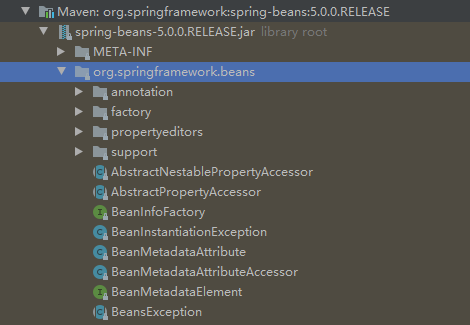 Maven: org.springframework:spring-beans:5.0.0.RELEASE
spring-beans-5.0.0.RELEASE.jar library root
META-INF
org.springframework.beans
annotation
factory
propertyeditors
support
AbstractNestablePropertyAccessor
AbstractPropertyAccessor
BeanInfoFactory
BeanInstantiationException
BeanMetadataAttribute
BeanMetadataAttributeAccessor
BeanMetadataElement
BeansException